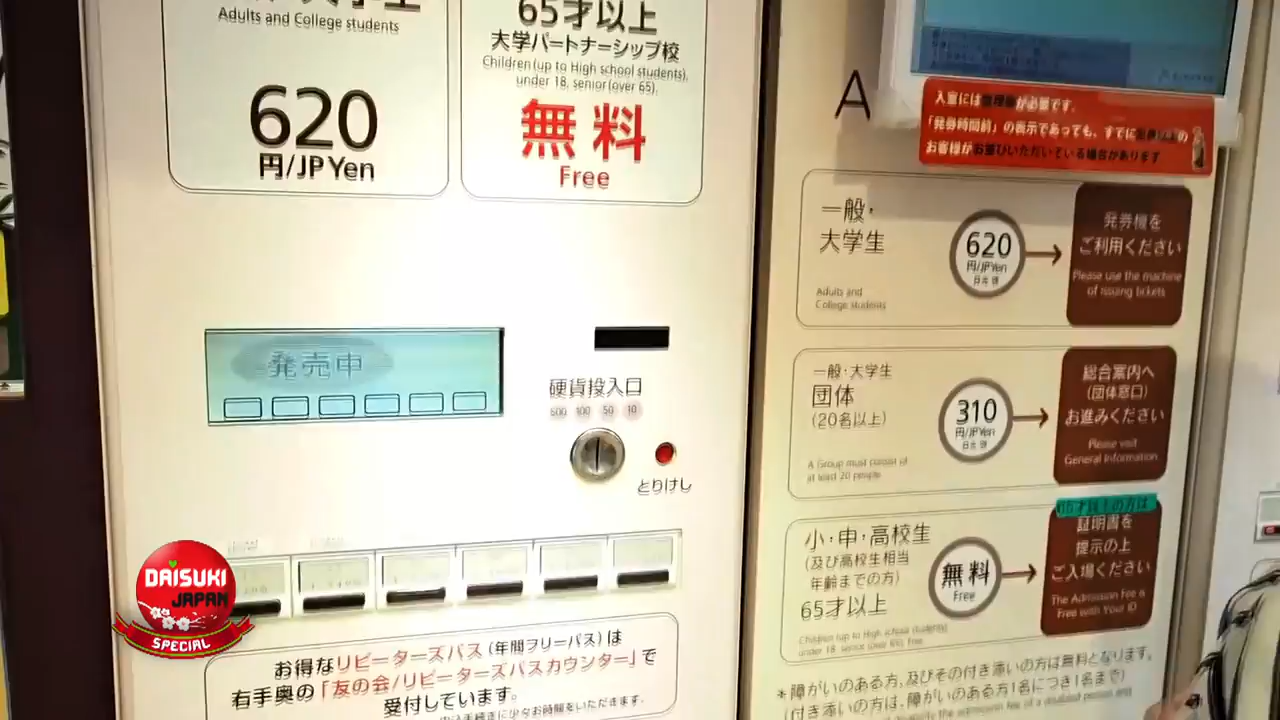 Adults and College students
620
円/JP Yen
65才以上
大学パートナーシップ校
Children (up to High school students),
under 18, senior (over 65),
無料
Free
発売中
硬貨投入口
500 100 50 10
とりけし
お得なリピーターズパス(年間フリーパス)は
右手奥の「友の会/リピーターズパスカウンター」で
受付しています。
DAISUKI
JAPAN
SPECIAL
A
入室には
が必要です。
「発券時間前」の表示であっても、すでに
の
お客様がお並びいただいている場合があります
一般・
大学生
Adults and
College students
620
円/JP Yen
発券機を
ご利用ください
Please use the machine
of issuing tickets
一般・大学生
団体
(20名以上)
A Group must consist of
at least 20 people
310
円/JP Yen
総合案内へ
(団体窓口)
お進みください
Please visit
General Information
小・中・高校生
(及び高校生相当
年齢までの方)
65才以上
Children (up to High school students)
under 18, senior (over 65), Free
無料
Free
65才以上の方は
証明書を
提示の上
ご入場ください
The Admission Fee is
Free with Your ID
*障がいのある方、及びその付き添いの方は無料となります。
(付き添いの方は、障がいのある方1名につき1名まで)